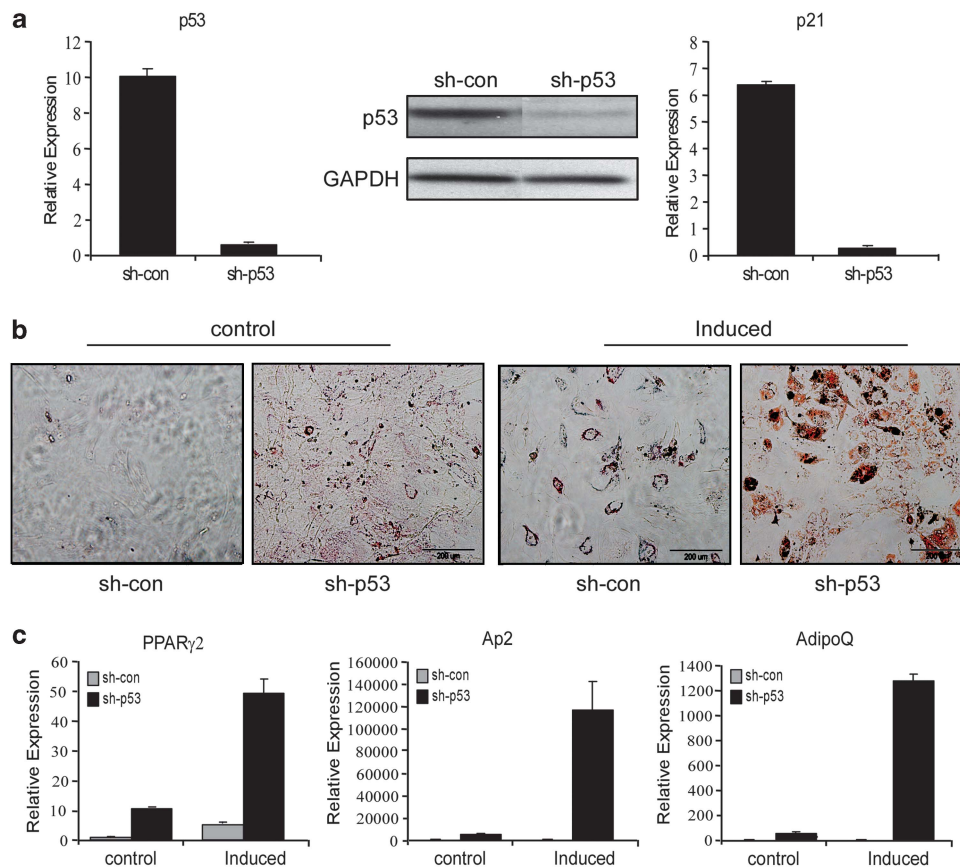 a
p53
Relative Expression
12
10
8
6
4
2
0
sh-con
sh-p53
sh-con
sh-p53
p53
GAPDH
p21
Relative Expression
8
7
6
5
4
3
2
1
0
sh-con
sh-p53
b
control
Induced
200 um
200 um
200
sh-con
sh-p53
sh-con
sh-p53
c
PPARγ2
Relative Expression
60
50
40
30
20
10
0
sh-con
sh-p53
control
Induced
Ap2
Relative Expression
160000
140000
120000
100000
80000
60000
40000
20000
0
sh-con
sh-p53
control
Induced
AdipoQ
Relative Expression
1400
1200
1000
800
600
400
200
0
sh-con
sh-p53
control
Induced